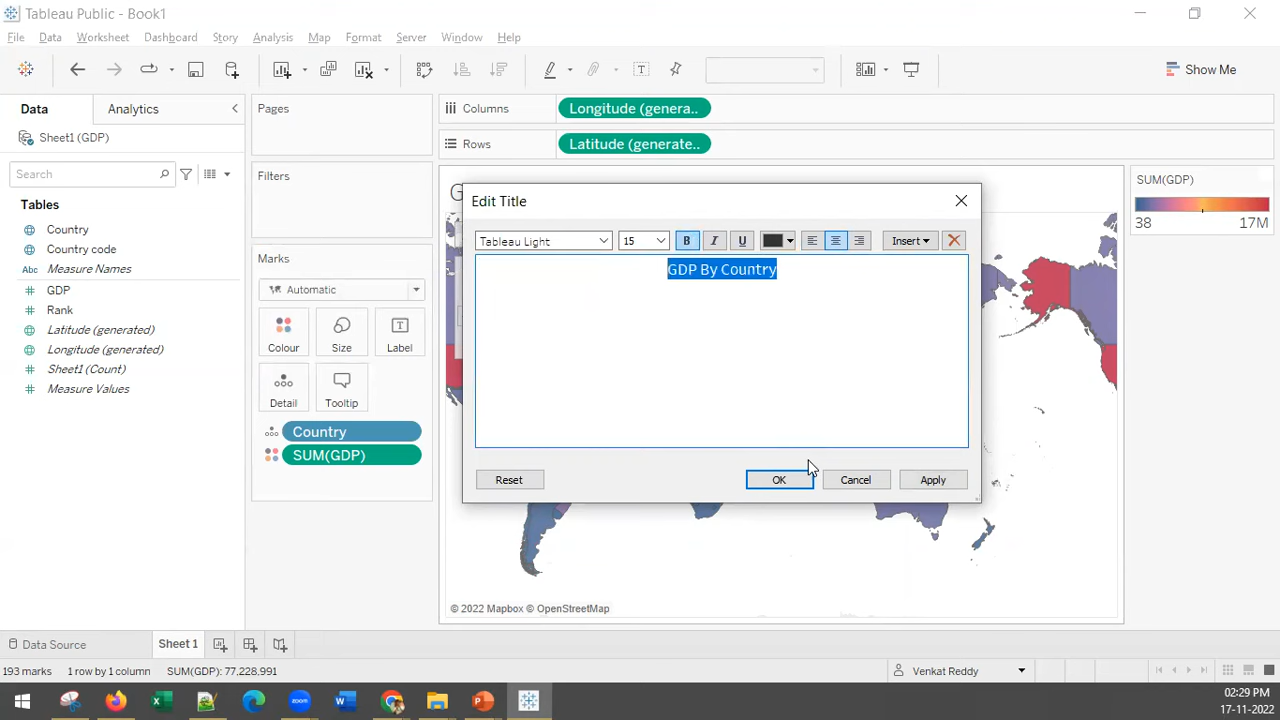 Tableau Public - Book1
File Data Worksheet Dashboard Story Analysis Map Format Server Window Help
Show Me
Data Analytics
Sheet1 (GDP)
Search
Tables
Country
Country code
Abc Measure Names
GDP
Rank
Latitude (generated)
Longitude (generated)
Sheet1 (Count)
Measure Values
Pages
Filters
Marks
Automatic
Colour Size Label
Detail Tooltip
Country
SUM(GDP)
Columns Longitude (genera..
Rows Latitude (generate..
G
Edit Title
Tableau Light 15 B I U Insert
GDP By Country
Reset OK Cancel Apply
© 2022 Mapbox © OpenStreetMap
SUM(GDP)
38 17M
Data Source Sheet 1
193 marks 1 row by 1 column SUM(GDP): 77,228,991 Venkat Reddy
zoom
02:29 PM
17-11-2022